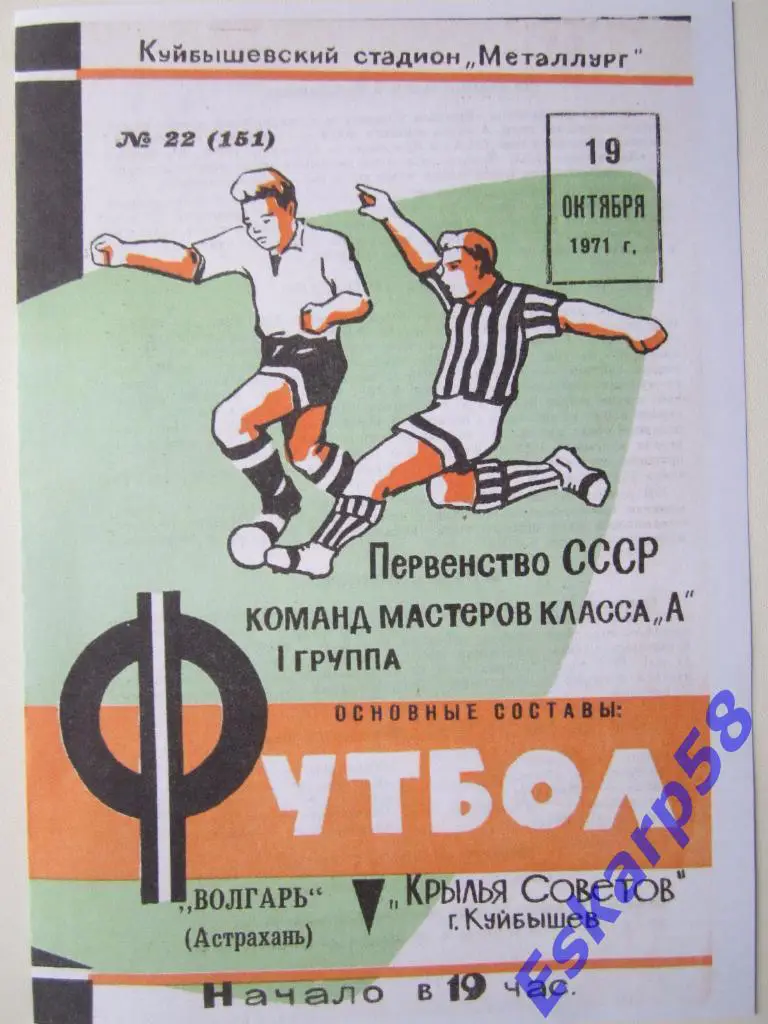 Куйбышевский стадион „Металлург"
№ 22 (151)
19
ОКТЯБРЯ
1971 г.
Первенство СССР
КОМАНД МАСТЕРОВ КЛАССА „А"
I ГРУППА
ОСНОВНЫЕ СОСТАВЫ:
ФУТБОЛ
„ВОЛГАРЬ"
(Астрахань)
„Крылья Советов"
г. Куйбышев
Начало в 19 час.
Eskarp58